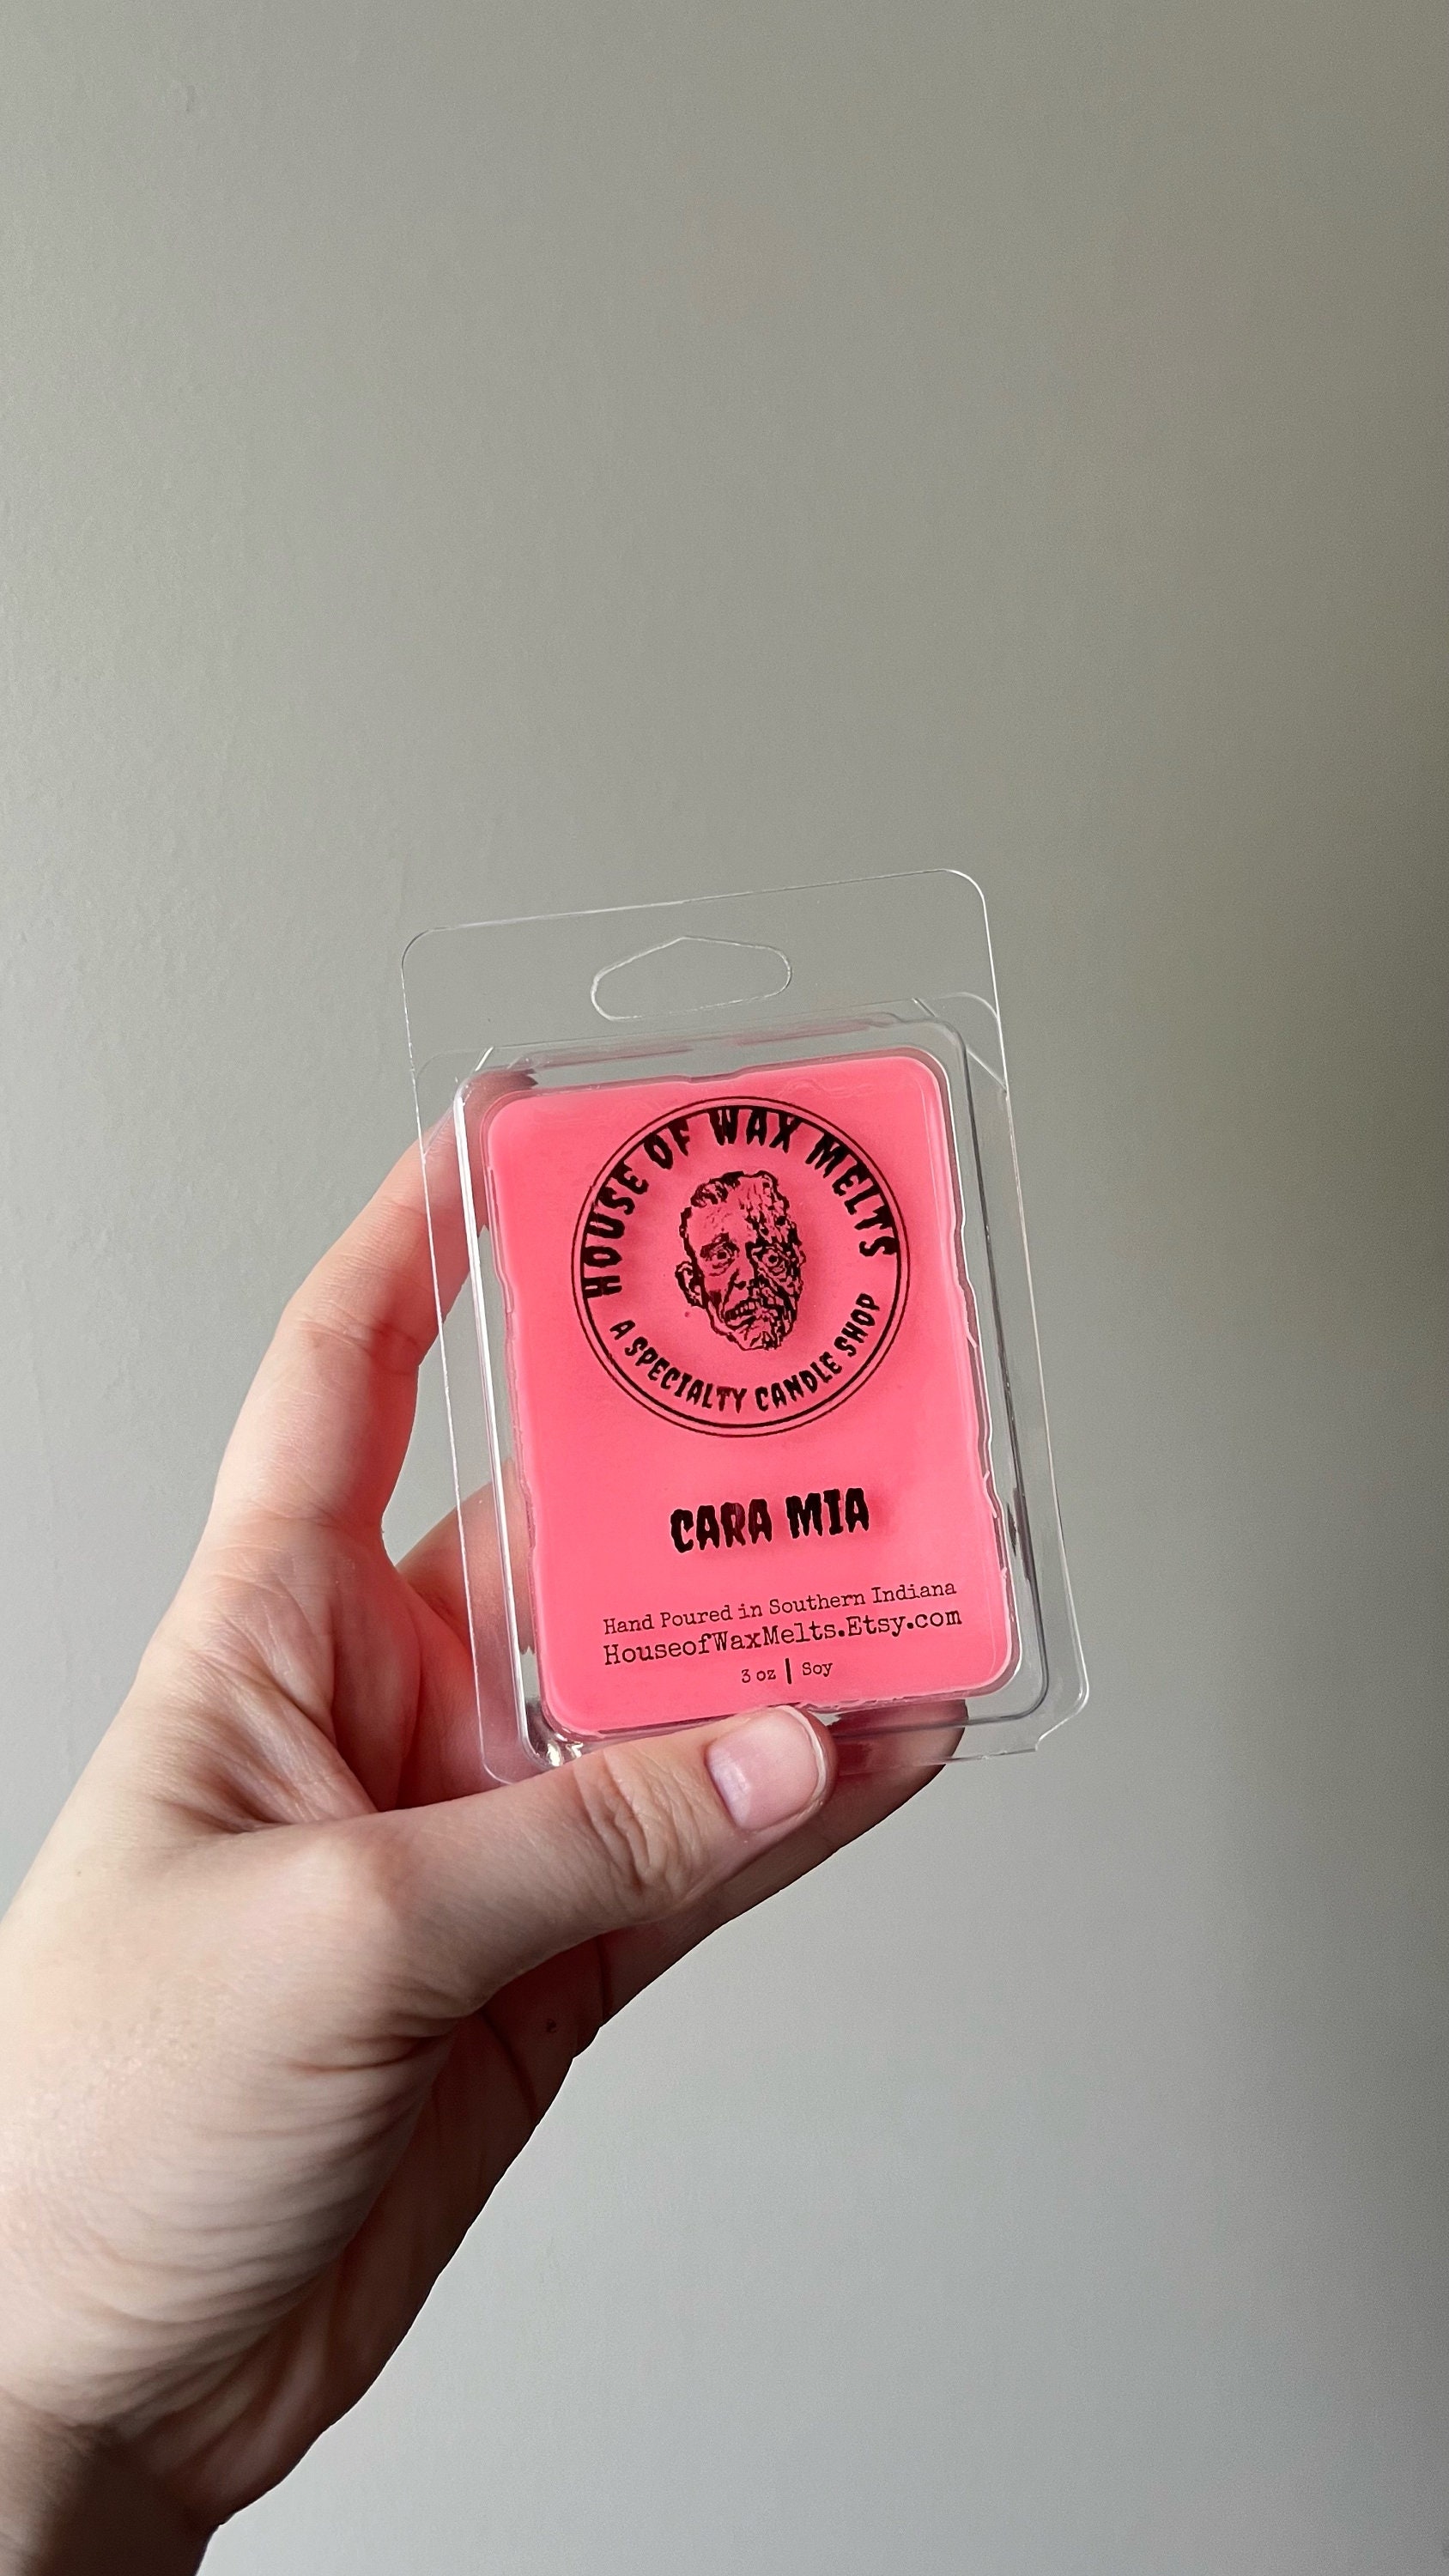 HOUSE OF WAX MELTS
A SPECIALTY CANDLE SHOP
CARA MIA
Hand Poured in Southern Indiana
HouseofWaxMelts.Etsy.com
3 oz | Soy